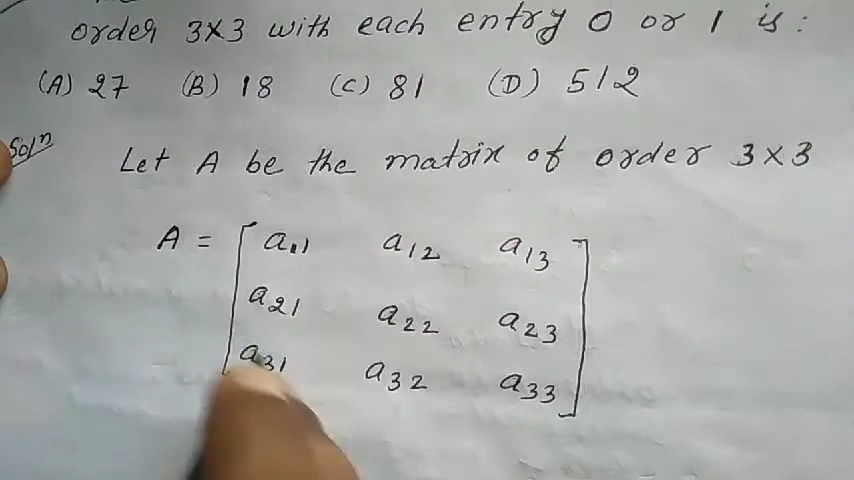 order 3×3 with each entry 0 or 1 is:
(A) 27 (B) 18 (C) 81 (D) 512
Solⁿ
Let A be the matrix of order 3×3
A = [ a11 a12 a13
a21 a22 a23
a31 a32 a33 ]